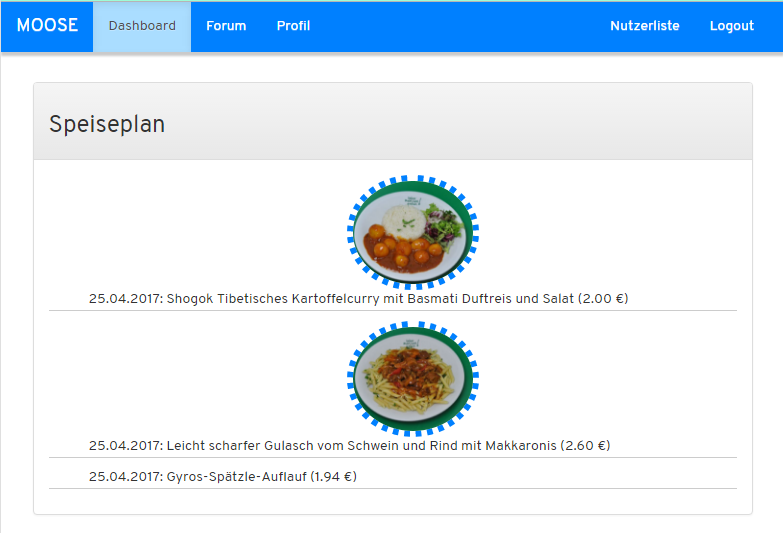 MOOSE Dashboard Forum Profil Nutzerliste Logout
Speiseplan
25.04.2017: Shogok Tibetisches Kartoffelcurry mit Basmati Duftreis und Salat (2.00 €)
25.04.2017: Leicht scharfer Gulasch vom Schwein und Rind mit Makkaronis (2.60 €)
25.04.2017: Gyros-Spätzle-Auflauf (1.94 €)